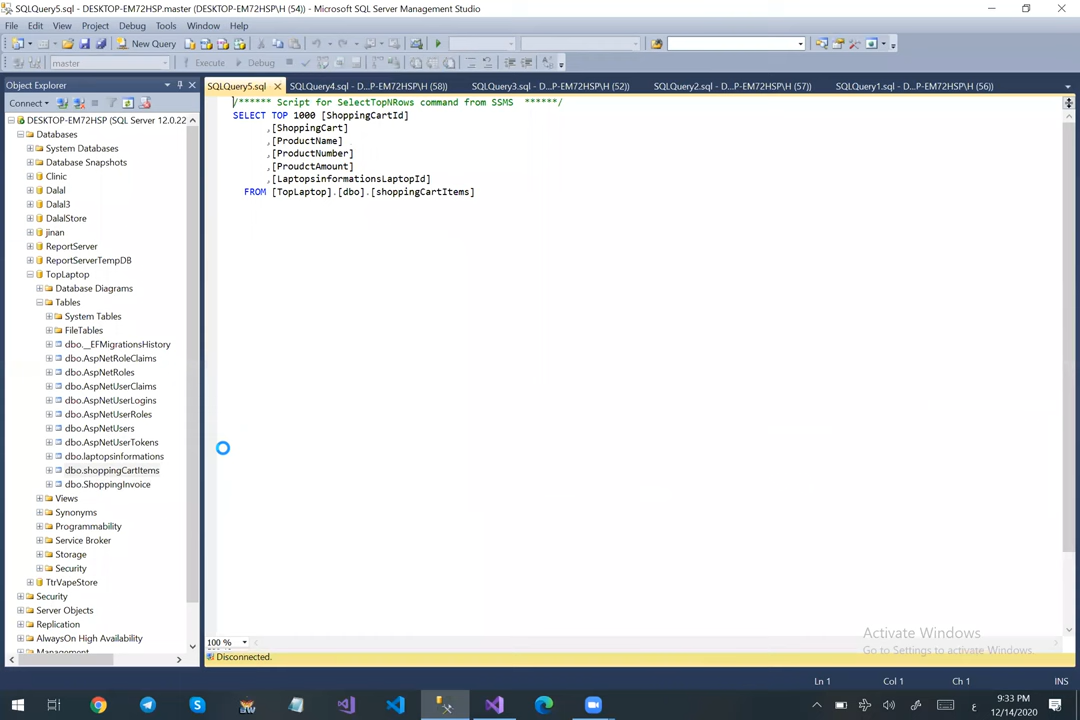 SQLQuery5.sql - DESKTOP-EM72HSP.master (DESKTOP-EM72HSP\H (54)) - Microsoft SQL Server Management Studio
File Edit View Project Debug Tools Window Help
New Query
master Execute Debug
Object Explorer
Connect
DESKTOP-EM72HSP (SQL Server 12.0.22
Databases
System Databases
Database Snapshots
Clinic
Dalal
Dalal3
DalalStore
jinan
ReportServer
ReportServerTempDB
TopLaptop
Database Diagrams
Tables
System Tables
FileTables
dbo.__EFMigrationsHistory
dbo.AspNetRoleClaims
dbo.AspNetRoles
dbo.AspNetUserClaims
dbo.AspNetUserLogins
dbo.AspNetUserRoles
dbo.AspNetUsers
dbo.AspNetUserTokens
dbo.laptopsinformations
dbo.shoppingCartItems
dbo.ShoppingInvoice
Views
Synonyms
Programmability
Service Broker
Storage
Security
TtrVapeStore
Security
Server Objects
Replication
AlwaysOn High Availability
Management
SQLQuery5.sql SQLQuery4.sql - D...P-EM72HSP\H (58)) SQLQuery3.sql - D...P-EM72HSP\H (52)) SQLQuery2.sql - D...P-EM72HSP\H (57)) SQLQuery1.sql - D...P-EM72HSP\H (56))
/****** Script for SelectTopNRows command from SSMS ******/
SELECT TOP 1000 [ShoppingCartId]
,[ShoppingCart]
,[ProductName]
,[ProductNumber]
,[ProudctAmount]
,[LaptopsinformationsLaptopId]
FROM [TopLaptop].[dbo].[shoppingCartItems]
100 %
Disconnected.
Activate Windows
Go to Settings to activate Windows.
Ln 1 Col 1 Ch 1 INS
9:33 PM
ع
12/14/2020